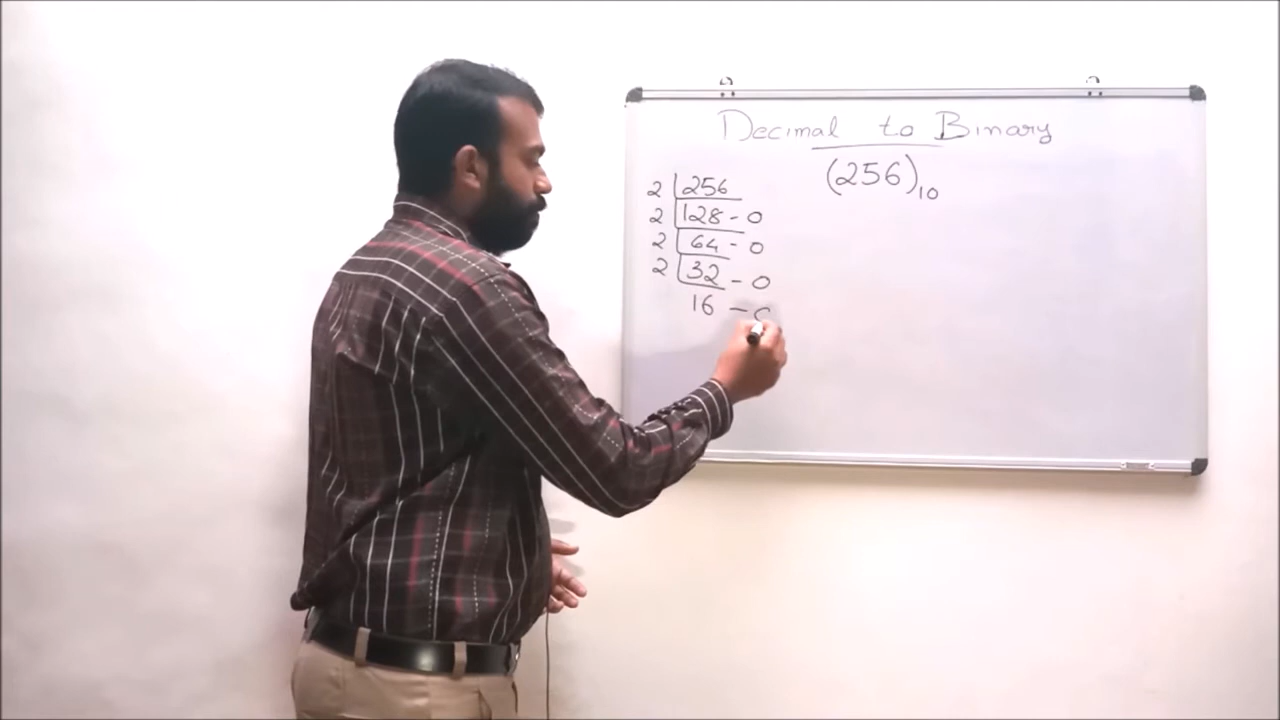 Decimal to Binary
(256)10
2 256
2 128 - 0
2 64 - 0
2 32 - 0
16 -